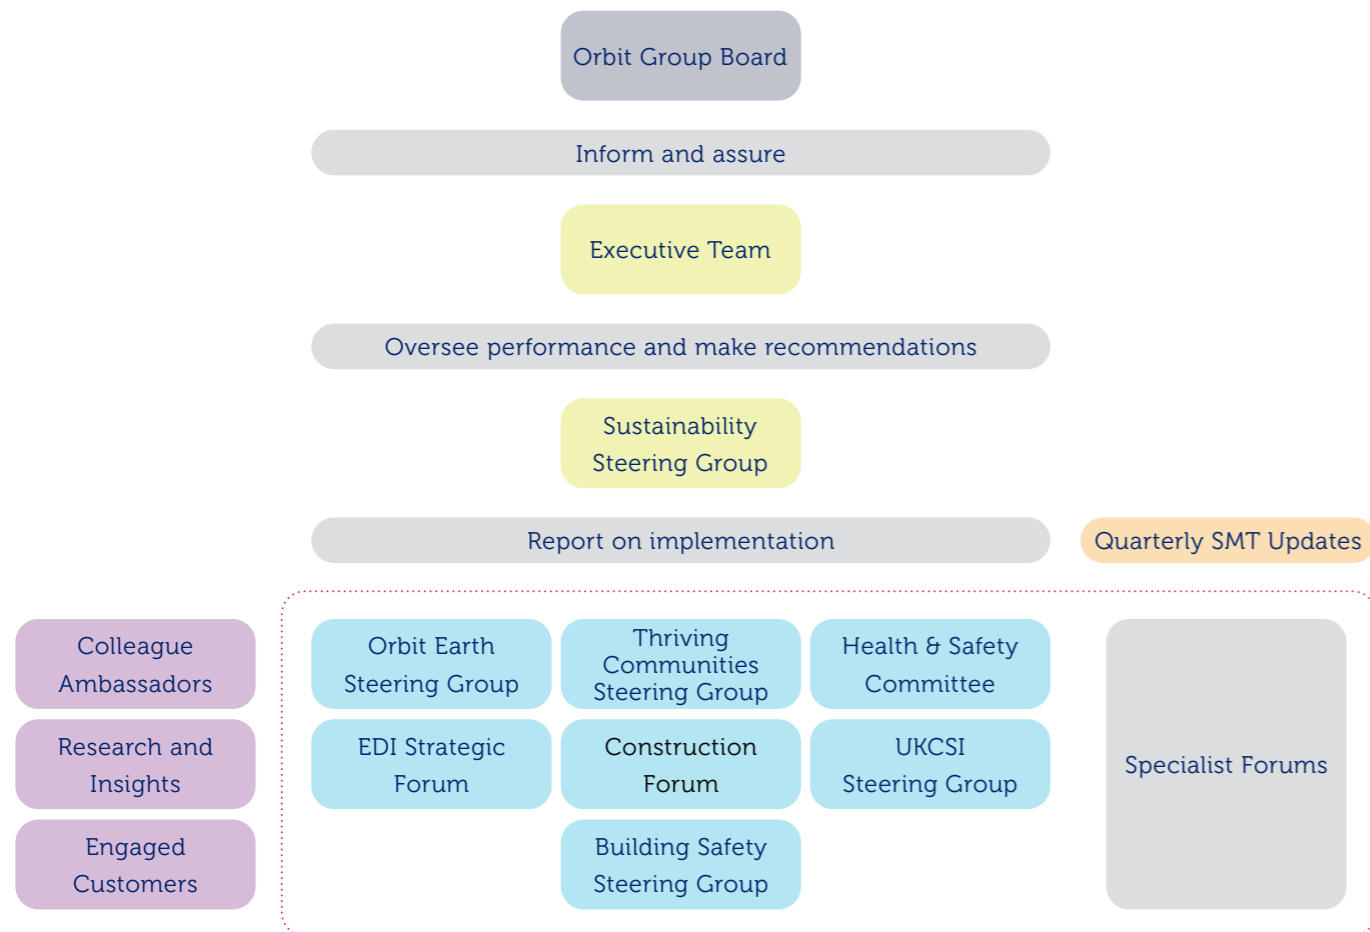 Orbit Group Board
Inform and assure
Executive Team
Oversee performance and make recommendations
Sustainability
Steering Group
Report on implementation
Quarterly SMT Updates
Colleague
Ambassadors
Research and
Insights
Engaged
Customers
Orbit Earth
Steering Group
Thriving
Communities
Steering Group
Health & Safety
Committee
EDI Strategic
Forum
Construction
Forum
UKCSI
Steering Group
Building Safety
Steering Group
Specialist Forums